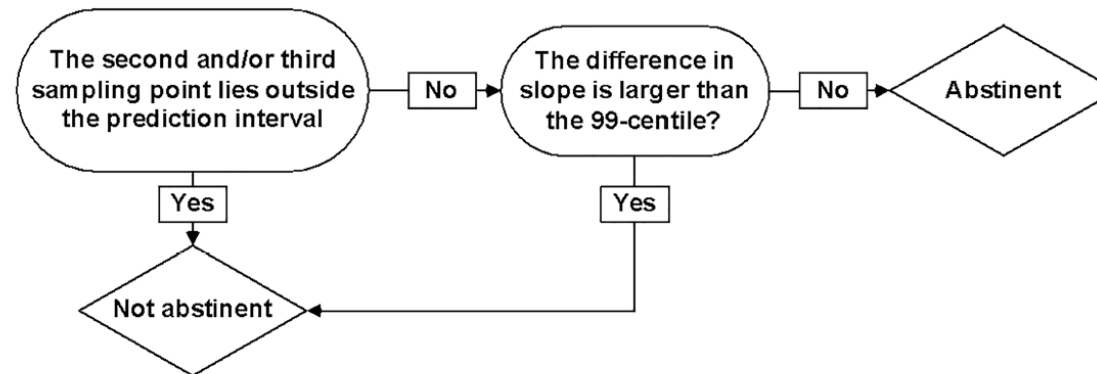 The second and/or third
sampling point lies outside
the prediction interval
No
The difference in
slope is larger than
the 99-centile?
No
Abstinent
Yes
Yes
Not abstinent